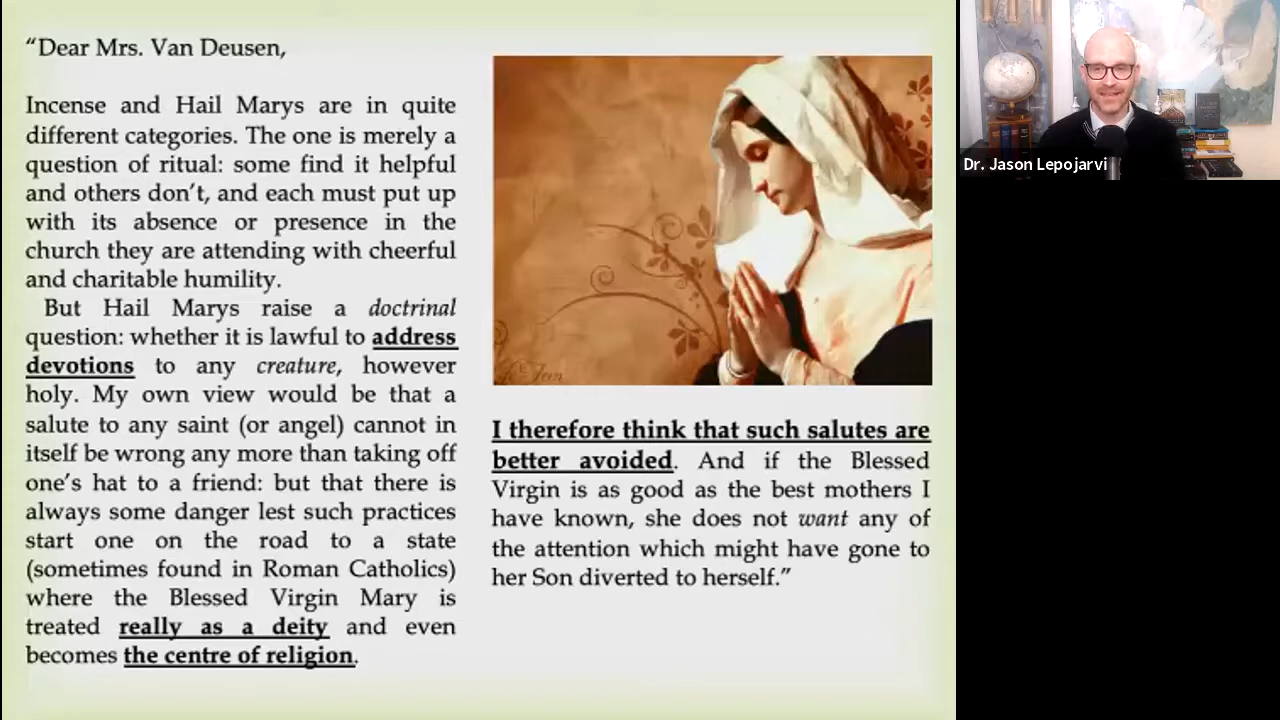 “Dear Mrs. Van Deusen,
Incense and Hail Marys are in quite
different categories. The one is merely a
question of ritual: some find it helpful
and others don’t, and each must put up
with its absence or presence in the
church they are attending with cheerful
and charitable humility.
But Hail Marys raise a doctrinal
question: whether it is lawful to address
devotions to any creature, however
holy. My own view would be that a
salute to any saint (or angel) cannot in
itself be wrong any more than taking off
one’s hat to a friend: but that there is
always some danger lest such practices
start one on the road to a state
(sometimes found in Roman Catholics)
where the Blessed Virgin Mary is
treated really as a deity and even
becomes the centre of religion.
I therefore think that such salutes are
better avoided. And if the Blessed
Virgin is as good as the best mothers I
have known, she does not want any of
the attention which might have gone to
her Son diverted to herself.”
Dr. Jason Lepojarvi